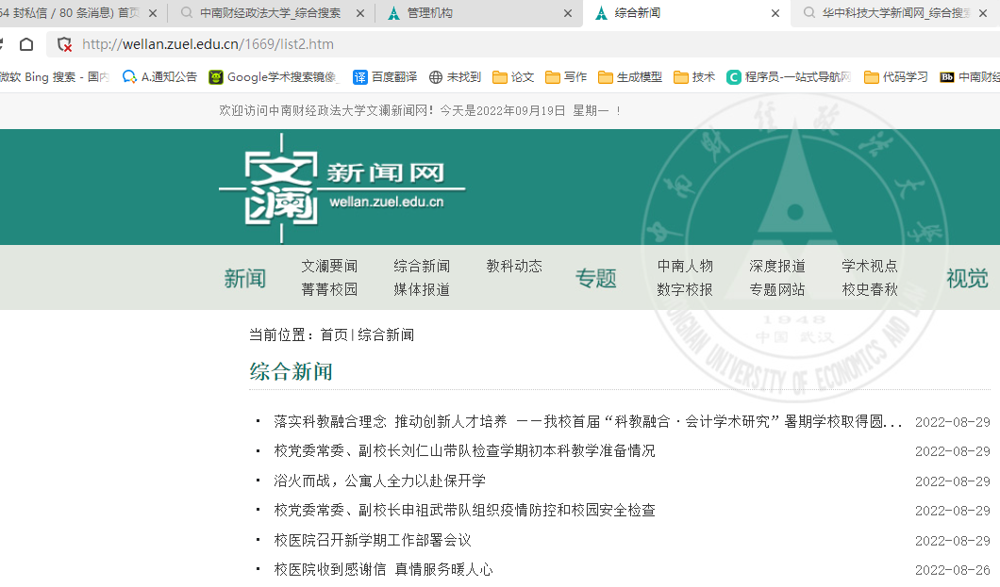 54 封私信 / 80 条消息) 首页
中南财经政法大学_综合搜索
管理机构
综合新闻
华中科技大学新闻网_综合搜
http://wellan.zuel.edu.cn/1669/list2.htm
微软 Bing 搜索 - 国内
A.通知公告
Google学术搜索镜像
译 百度翻译
未找到
论文
写作
生成模型
技术
C 程序员-一站式导航网
代码学习
Bb 中南财经
欢迎访问中南财经政法大学文澜新闻网！今天是2022年09月19日 星期一 ！
文澜 新闻网
wellan.zuel.edu.cn
中南财经政法大学
新闻 文澜要闻 综合新闻 教科动态 专题 中南人物 深度报道 学术视点 视觉
菁菁校园 媒体报道 数字校报 专题网站 校史春秋
1948
中国 武汉
ZHONGNAN UNIVERSITY OF ECONOMICS AND LAW
当前位置：首页|综合新闻
综合新闻
· 落实科教融合理念 推动创新人才培养 ——我校首届“科教融合·会计学术研究”暑期学校取得圆... 2022-08-29
· 校党委常委、副校长刘仁山带队检查学期初本科教学准备情况 2022-08-29
· 浴火而战，公寓人全力以赴保开学 2022-08-29
· 校党委常委、副校长申祖武带队组织疫情防控和校园安全检查 2022-08-29
· 校医院召开新学期工作部署会议 2022-08-29
· 校医院收到感谢信 真情服务暖人心 2022-08-26